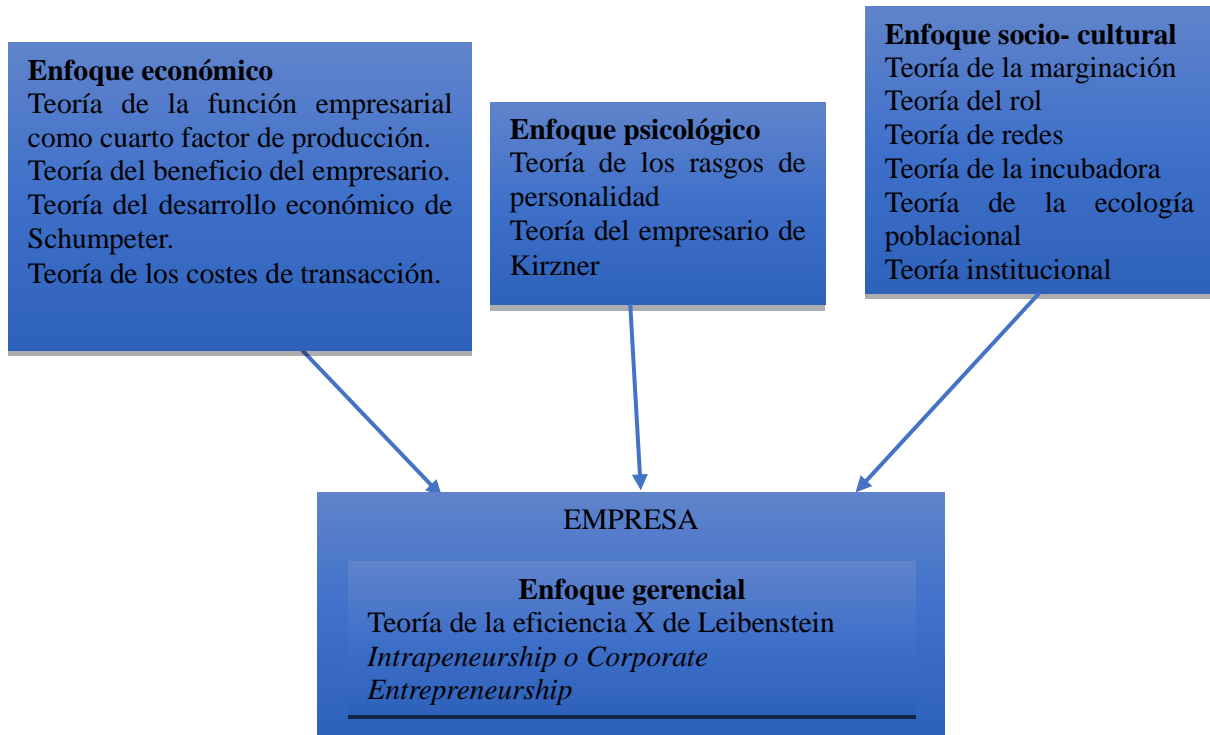 Enfoque económico
Teoría de la función empresarial
como cuarto factor de producción.
Teoría del beneficio del empresario.
Teoría del desarrollo económico de
Schumpeter.
Teoría de los costes de transacción.
Enfoque psicológico
Teoría de los rasgos de
personalidad
Teoría del empresario de
Kirzner
Enfoque socio- cultural
Teoría de la marginación
Teoría del rol
Teoría de redes
Teoría de la incubadora
Teoría de la ecología
poblacional
Teoría institucional
EMPRESA
Enfoque gerencial
Teoría de la eficiencia X de Leibenstein
Intrapeneurship o Corporate
Entrepreneurship